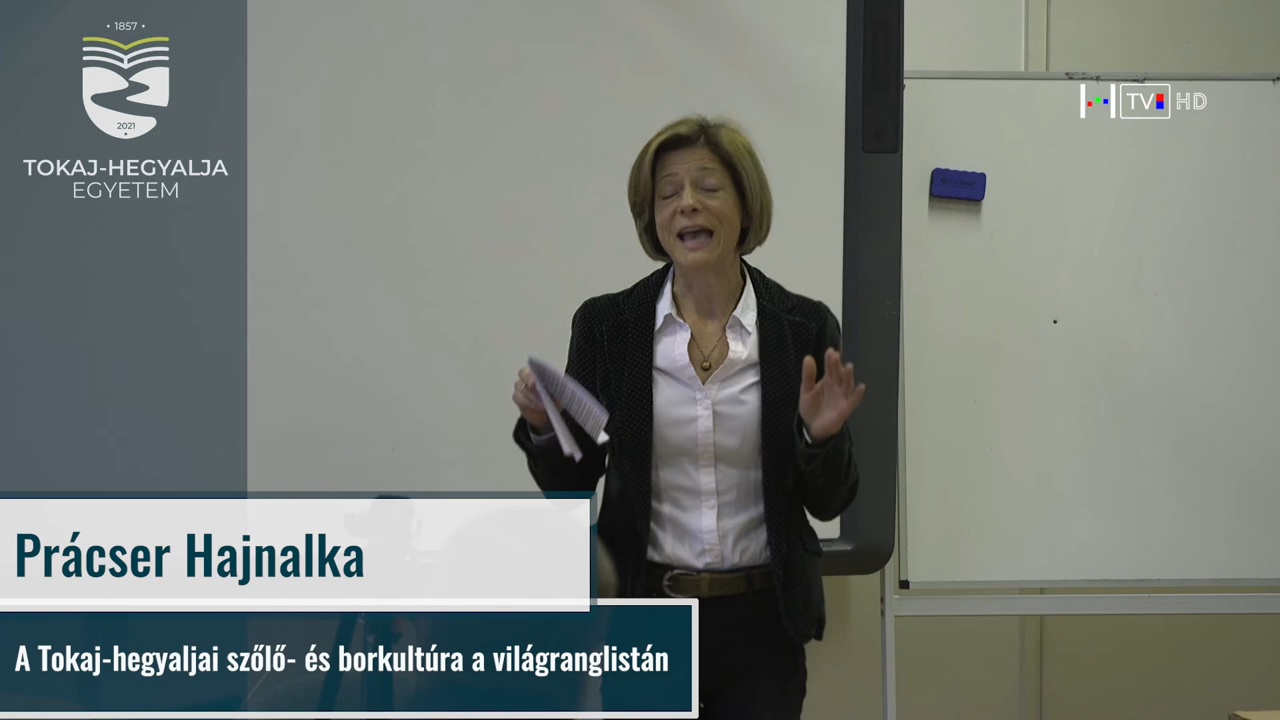 • 1857 •
2021
TOKAJ-HEGYALJA
EGYETEM
TV HD
Prácser Hajnalka
A Tokaj-hegyaljai szőlő- és borkultúra a világranglistán